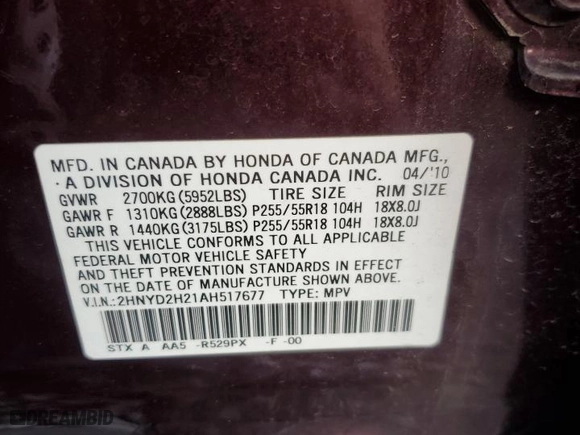 MFD. IN CANADA BY HONDA OF CANADA MFG.,
A DIVISION OF HONDA CANADA INC. 04/'10
GVWR 2700KG (5952LBS) TIRE SIZE RIM SIZE
GAWR F 1310KG (2888LBS) P255/55R18 104H 18X8.0J
GAWR R 1440KG (3175LBS) P255/55R18 104H 18X8.0J
THIS VEHICLE CONFORMS TO ALL APPLICABLE
FEDERAL MOTOR VEHICLE SAFETY
AND THEFT PREVENTION STANDARDS IN EFFECT
ON THE DATE OF MANUFACTURE SHOWN ABOVE.
V.I.N.:2HNYD2H21AH517677 TYPE: MPV
STX A AA5 -R529PX -F -00
DREAMBID